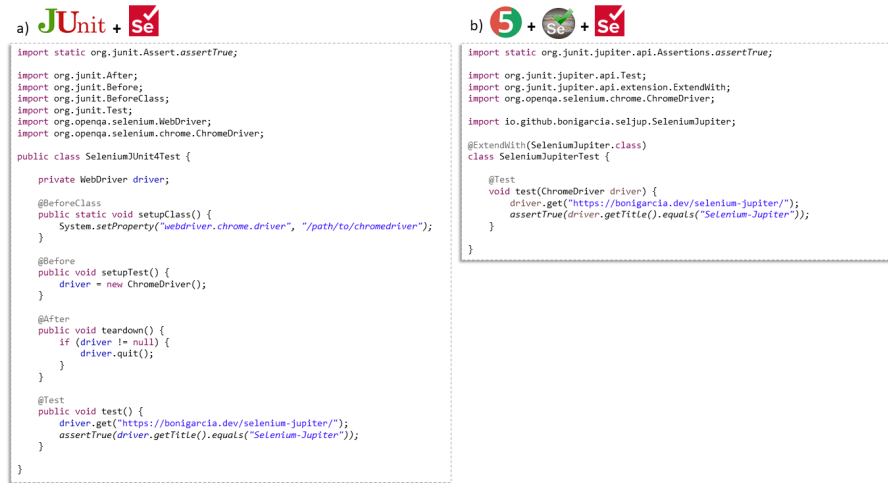 a) JUnit + Se
import static org.junit.Assert.assertTrue;
import org.junit.After;
import org.junit.Before;
import org.junit.BeforeClass;
import org.junit.Test;
import org.openqa.selenium.WebDriver;
import org.openqa.selenium.chrome.ChromeDriver;
public class SeleniumJUnit4Test {
private WebDriver driver;
@BeforeClass
public static void setupClass() {
System.setProperty("webdriver.chrome.driver", "/path/to/chromedriver");
}
@Before
public void setupTest() {
driver = new ChromeDriver();
}
@After
public void teardown() {
if (driver != null) {
driver.quit();
}
}
@Test
public void test() {
driver.get("https://bonigarcia.dev/selenium-jupiter/");
assertTrue(driver.getTitle().equals("Selenium-Jupiter"));
}
}
b) 5 + Se + Se
import static org.junit.jupiter.api.Assertions.assertTrue;
import org.junit.jupiter.api.Test;
import org.junit.jupiter.api.extension.ExtendWith;
import org.openqa.selenium.chrome.ChromeDriver;
import io.github.bonigarcia.seljup.SeleniumJupiter;
@ExtendWith(SeleniumJupiter.class)
class SeleniumJupiterTest {
@Test
void test(ChromeDriver driver) {
driver.get("https://bonigarcia.dev/selenium-jupiter/");
assertTrue(driver.getTitle().equals("Selenium-Jupiter"));
}
}